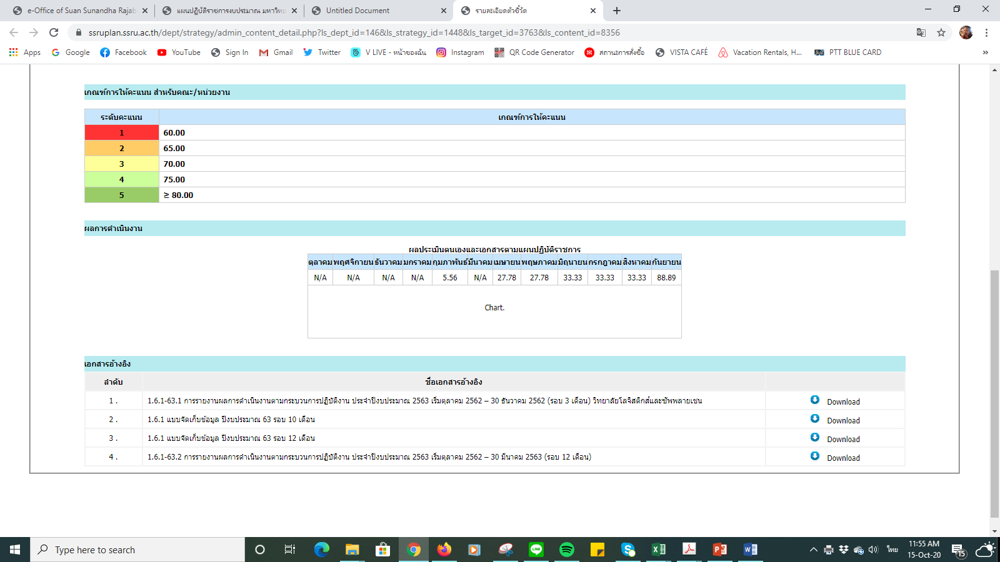 e-Office of Suan Sunandha Rajab
แผนปฏิบัติราชการงบประมาณ มหาวิทย
Untitled Document
รายละเอียดตัวชี้วัด
ssruplan.ssru.ac.th/dept/strategy/admin_content_detail.php?ls_dept_id=146&ls_strategy_id=1448&ls_target_id=3763&ls_content_id=8356
Apps Google Facebook YouTube Sign In Gmail Twitter V LIVE - หน้าของฉัน Instagram QR Code Generator สถานะการสั่งซื้อ VISTA CAFÉ Vacation Rentals, H... PTT BLUE CARD »
เกณฑ์การให้คะแนน สำหรับคณะ/หน่วยงาน
ระดับคะแนน เกณฑ์การให้คะแนน
1 60.00
2 65.00
3 70.00
4 75.00
5 ≥ 80.00
ผลการดำเนินงาน
ผลประเมินตนเองและเอกสารตามแผนปฏิบัติราชการ
ตุลาคม พฤศจิกายน ธันวาคม มกราคม กุมภาพันธ์ มีนาคม เมษายน พฤษภาคม มิถุนายน กรกฎาคม สิงหาคม กันยายน
N/A N/A N/A N/A 5.56 N/A 27.78 27.78 33.33 33.33 33.33 88.89
Chart.
เอกสารอ้างอิง
ลำดับ ชื่อเอกสารอ้างอิง
1 . 1.6.1-63.1 การรายงานผลการดำเนินงานตามกระบวนการปฏิบัติงาน ประจำปีงบประมาณ 2563 เริ่มตุลาคม 2562 – 30 ธันวาคม 2562 (รอบ 3 เดือน) วิทยาลัยโลจิสติกส์และซัพพลายเชน Download
2 . 1.6.1 แบบจัดเก็บข้อมูล ปีงบประมาณ 63 รอบ 10 เดือน Download
3 . 1.6.1 แบบจัดเก็บข้อมูล ปีงบประมาณ 63 รอบ 12 เดือน Download
4 . 1.6.1-63.2 การรายงานผลการดำเนินงานตามกระบวนการปฏิบัติงาน ประจำปีงบประมาณ 2563 เริ่มตุลาคม 2562 – 30 มีนาคม 2563 (รอบ 12 เดือน) Download
Type here to search
ไทย
11:55 AM
15-Oct-20
15